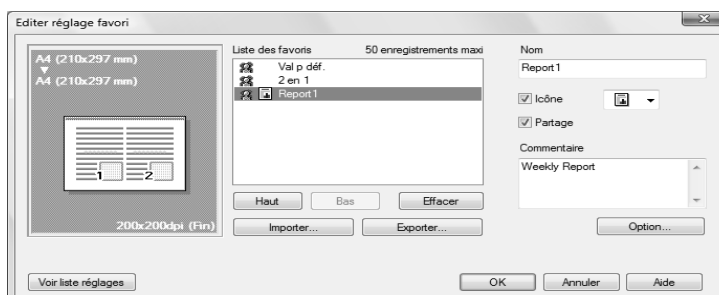 Editer réglage favori
A4 (210x297 mm)
A4 (210x297 mm)
1 2
200x200dpi (Fin)
Voir liste réglages
Liste des favoris 50 enregistrements maxi
Val p déf.
2 en 1
Report1
Haut Bas Effacer
Importer... Exporter...
Nom
Report1
Icône
Partage
Commentaire
Weekly Report
Option...
OK Annuler Aide